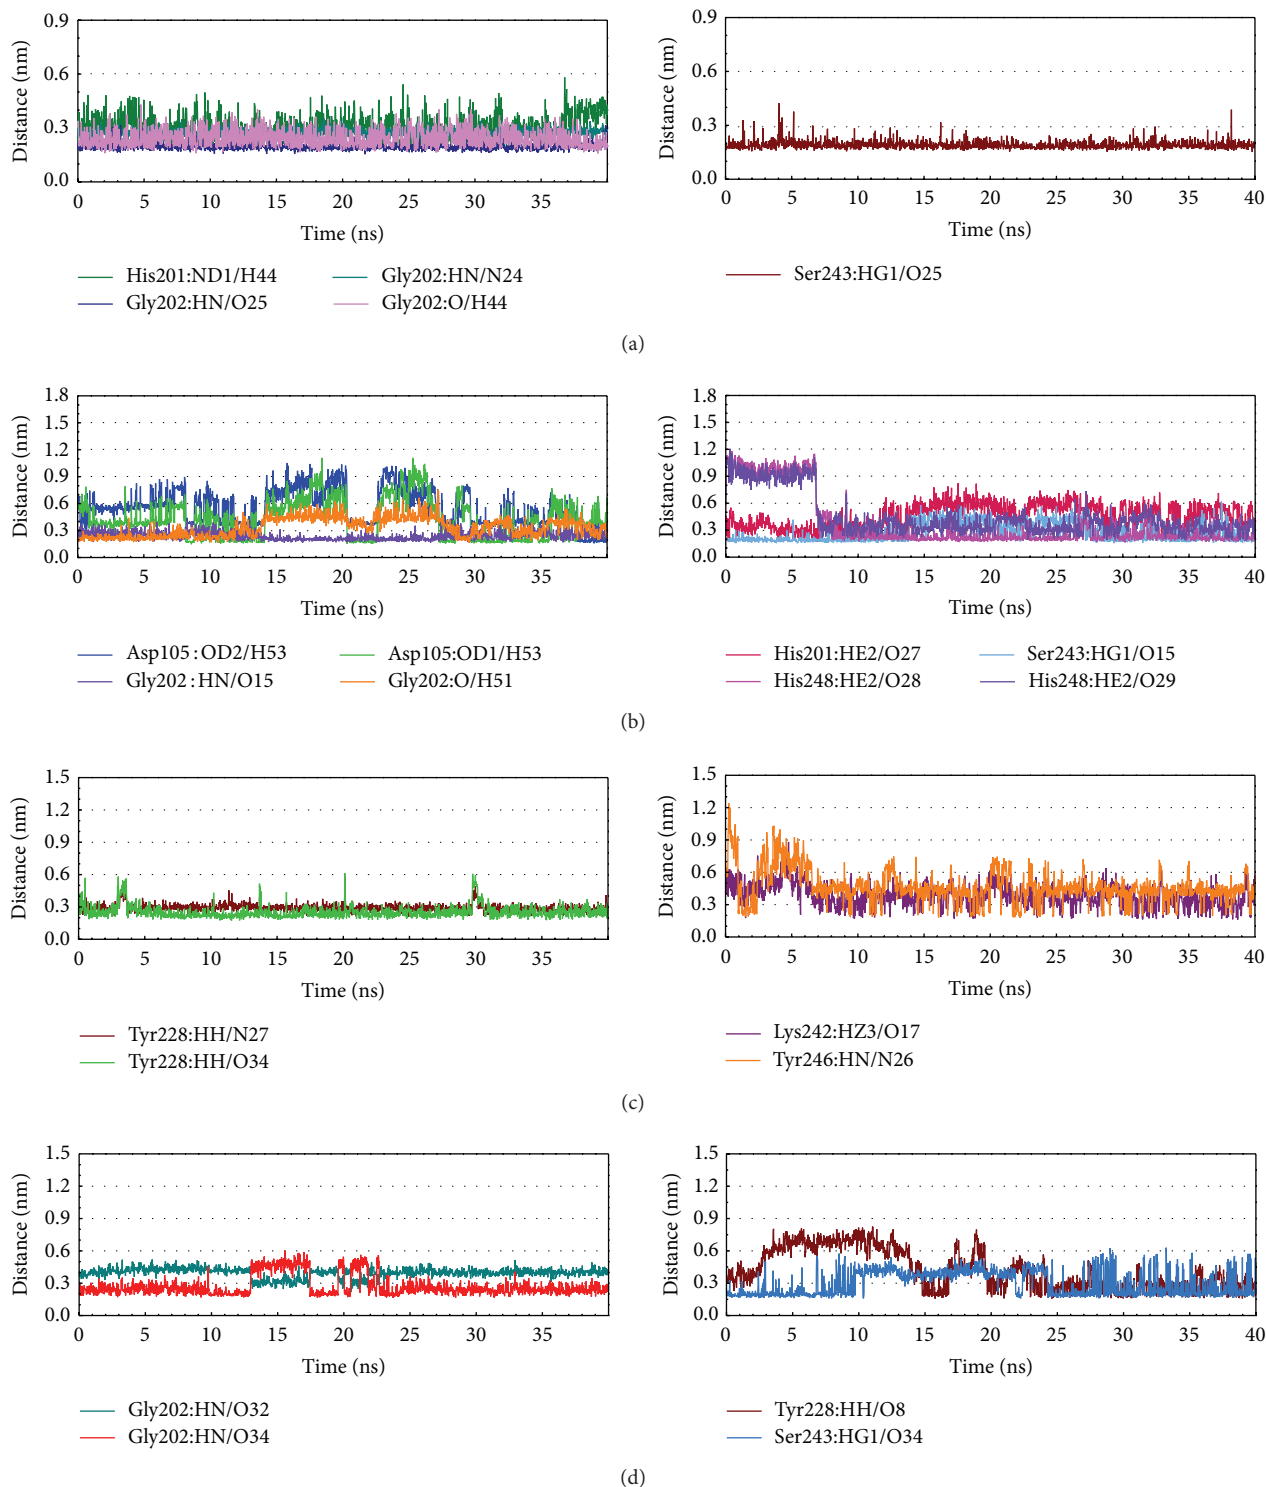 0.9
0.6
0.3
0.0
Distance (nm)
0 5 10 15 20 25 30 35
Time (ns)
His201:ND1/H44
Gly202:HN/O25
Gly202:HN/N24
Gly202:O/H44
0.9
0.6
0.3
0.0
Distance (nm)
0 5 10 15 20 25 30 35 40
Time (ns)
Ser243:HG1/O25
(a)
1.8
1.5
1.2
0.9
0.6
0.3
0.0
Distance (nm)
0 5 10 15 20 25 30 35
Time (ns)
Asp105:OD2/H53
Gly202:HN/O15
Asp105:OD1/H53
Gly202:O/H51
1.8
1.5
1.2
0.9
0.6
0.3
0.0
Distance (nm)
0 5 10 15 20 25 30 35 40
Time (ns)
His201:HE2/O27
His248:HE2/O28
Ser243:HG1/O15
His248:HE2/O29
(b)
1.5
1.2
0.9
0.6
0.3
0.0
Distance (nm)
0 5 10 15 20 25 30 35
Time (ns)
Tyr228:HH/N27
Tyr228:HH/O34
1.5
1.2
0.9
0.6
0.3
0.0
Distance (nm)
0 5 10 15 20 25 30 35 40
Time (ns)
Lys242:HZ3/O17
Tyr246:HN/N26
(c)
1.5
1.2
0.9
0.6
0.3
0.0
Distance (nm)
0 5 10 15 20 25 30 35
Time (ns)
Gly202:HN/O32
Gly202:HN/O34
1.5
1.2
0.9
0.6
0.3
0.0
Distance (nm)
0 5 10 15 20 25 30 35 40
Time (ns)
Tyr228:HH/O8
Ser243:HG1/O34
(d)